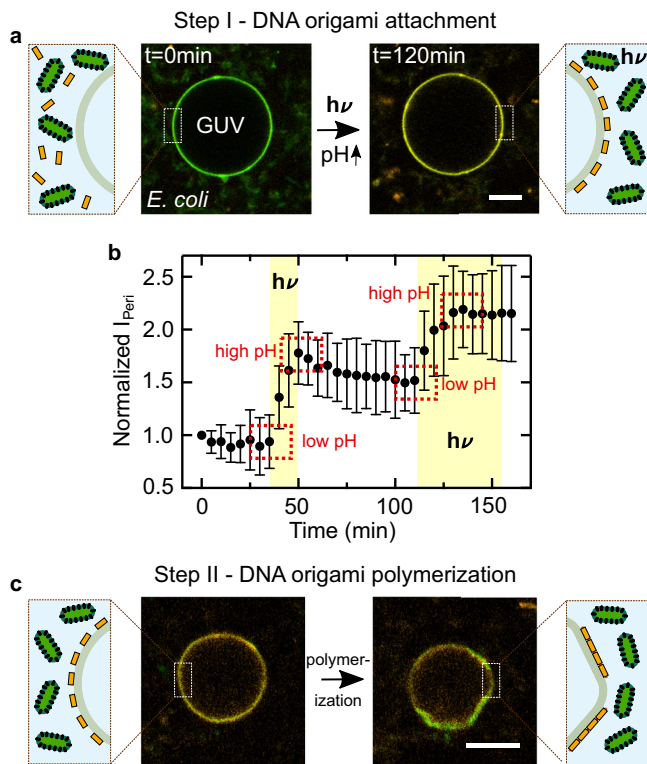 Step I - DNA origami attachment
a
t=0min
GUV
E. coli
hν
pH↑
t=120min
hν
b
Normalized I_Peri
2.5
2.0
1.5
1.0
0.5
hν
high pH
low pH
high pH
low pH
hν
0
50
100
150
Time (min)
Step II - DNA origami polymerization
c
polymer-
ization